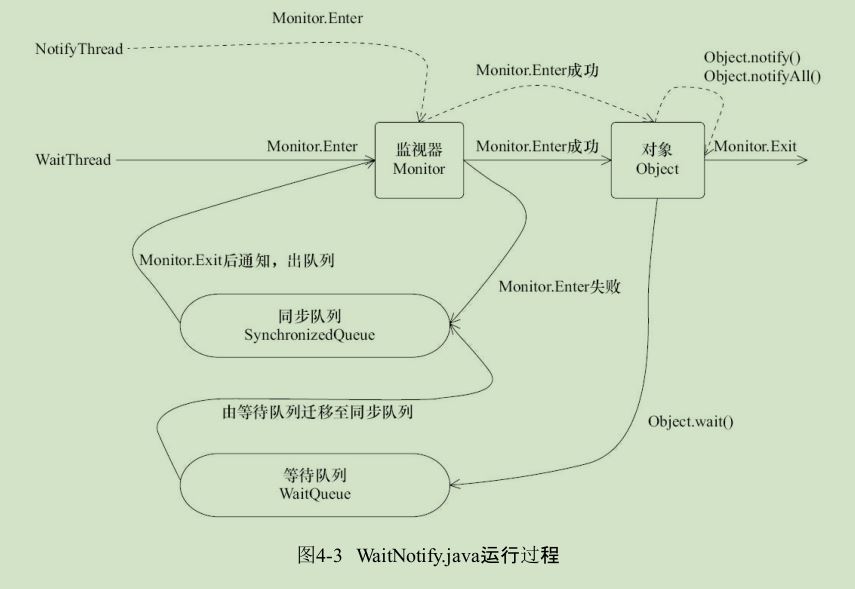 Monitor.Enter
NotifyThread
Object.notify()
Object.notifyAll()
Monitor.Enter成功
WaitThread
Monitor.Enter
监视器
Monitor
Monitor.Enter成功
对象
Object
Monitor.Exit
Monitor.Exit后通知，出队列
Monitor.Enter失败
同步队列
SynchronizedQueue
由等待队列迁移至同步队列
Object.wait()
等待队列
WaitQueue
图4-3 WaitNotify.java运行过程